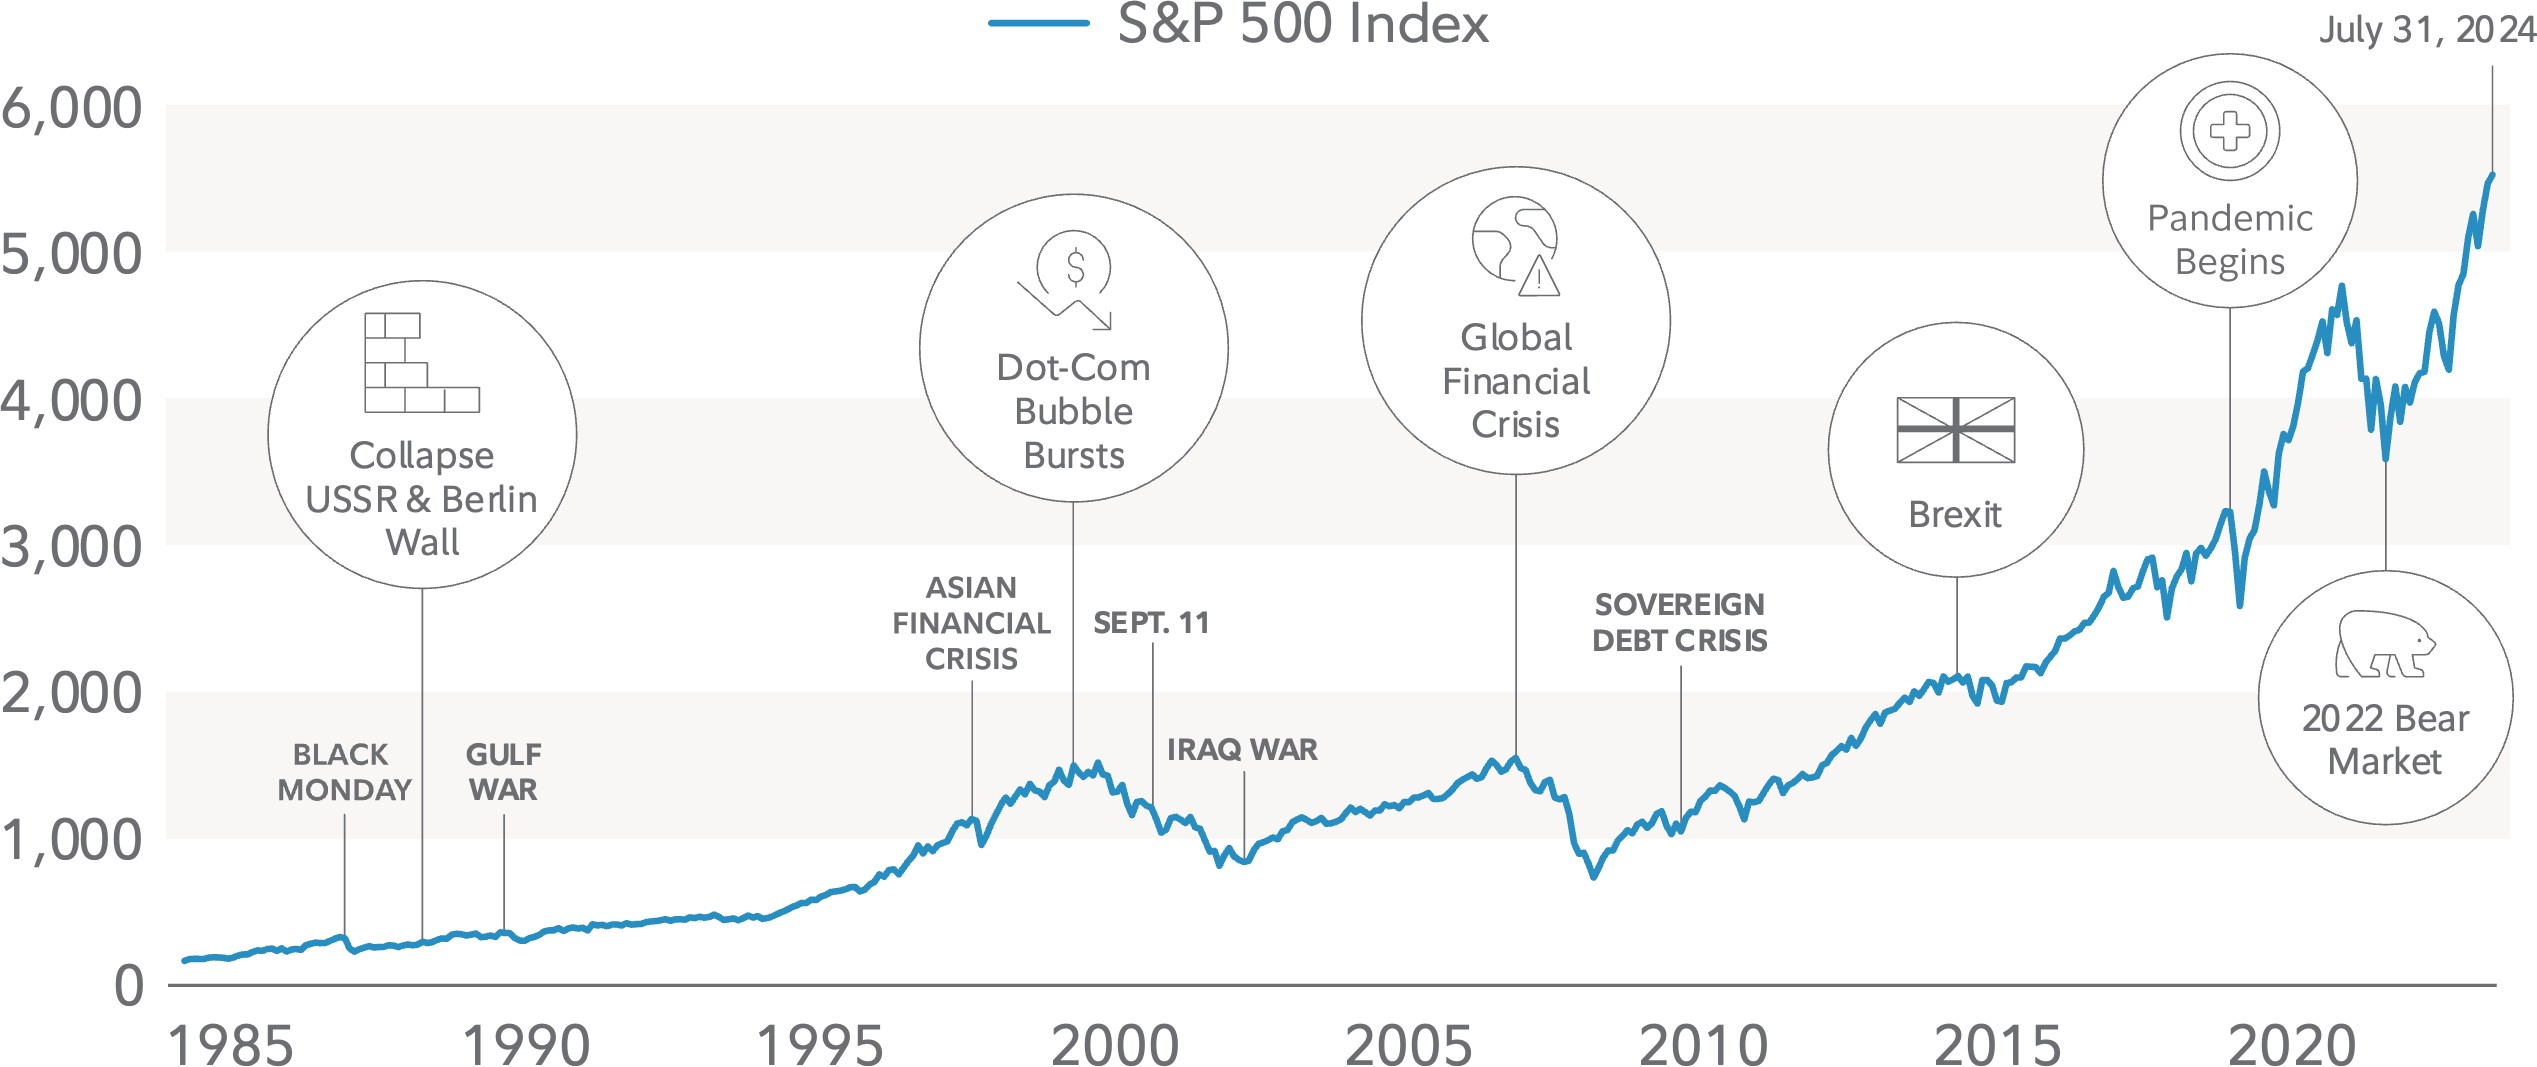 S&P 500 Index
July 31, 2024
6,000
5,000
4,000
3,000
2,000
1,000
0
Collapse
USSR & Berlin
Wall
BLACK
MONDAY
GULF
WAR
ASIAN
FINANCIAL
CRISIS
$
Dot-Com
Bubble
Bursts
SEPT. 11
IRAQ WAR
!
Global
Financial
Crisis
SOVEREIGN
DEBT CRISIS
Brexit
Pandemic
Begins
2022 Bear
Market
1985
1990
1995
2000
2005
2010
2015
2020